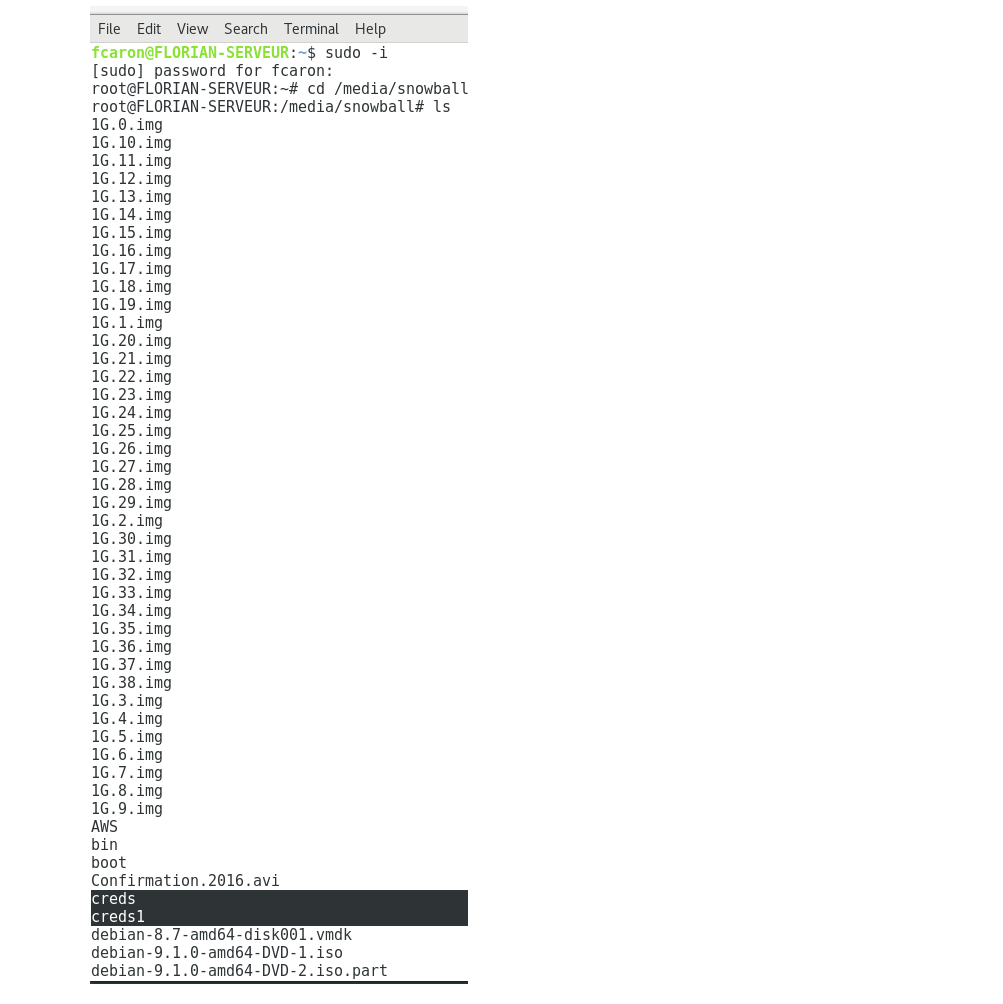 File Edit View Search Terminal Help
fcaron@FLORIAN-SERVEUR:~$ sudo -i
[sudo] password for fcaron:
root@FLORIAN-SERVEUR:~# cd /media/snowball
root@FLORIAN-SERVEUR:/media/snowball# ls
1G.0.img
1G.10.img
1G.11.img
1G.12.img
1G.13.img
1G.14.img
1G.15.img
1G.16.img
1G.17.img
1G.18.img
1G.19.img
1G.1.img
1G.20.img
1G.21.img
1G.22.img
1G.23.img
1G.24.img
1G.25.img
1G.26.img
1G.27.img
1G.28.img
1G.29.img
1G.2.img
1G.30.img
1G.31.img
1G.32.img
1G.33.img
1G.34.img
1G.35.img
1G.36.img
1G.37.img
1G.38.img
1G.3.img
1G.4.img
1G.5.img
1G.6.img
1G.7.img
1G.8.img
1G.9.img
AWS
bin
boot
Confirmation.2016.avi
creds
creds1
debian-8.7-amd64-disk001.vmdk
debian-9.1.0-amd64-DVD-1.iso
debian-9.1.0-amd64-DVD-2.iso.part